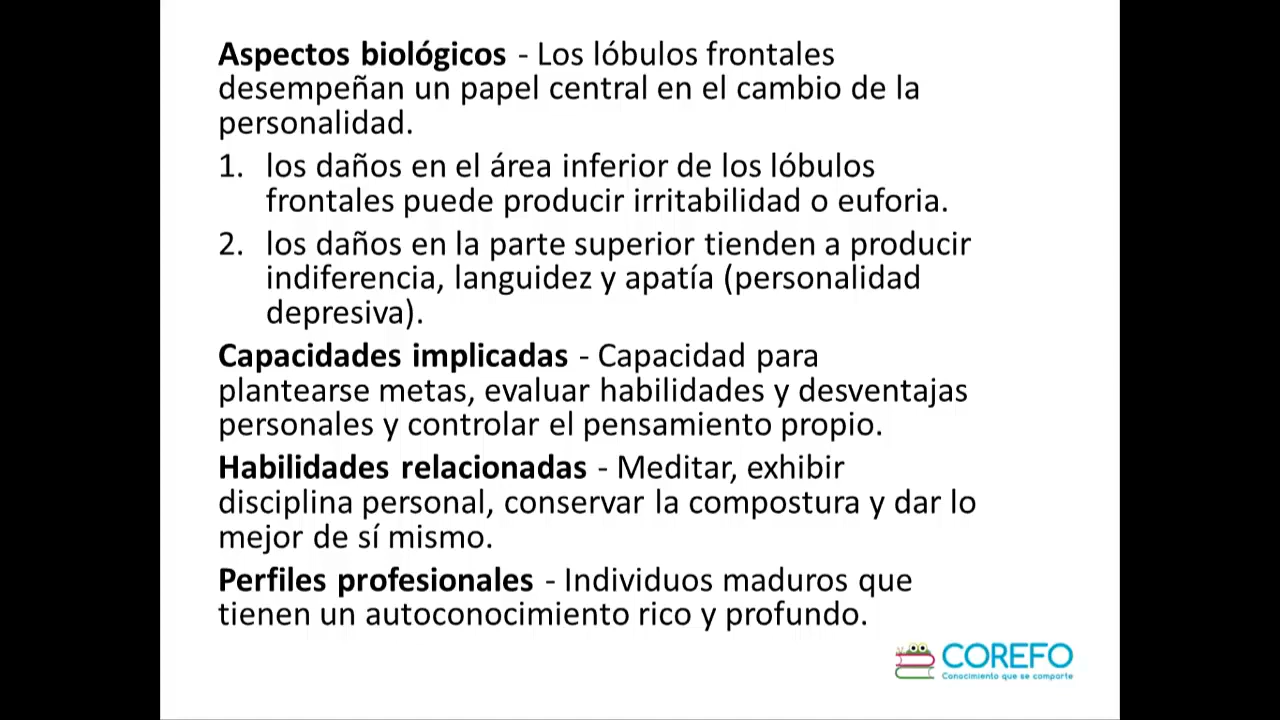 Aspectos biológicos - Los lóbulos frontales
desempeñan un papel central en el cambio de la
personalidad.
1. los daños en el área inferior de los lóbulos
frontales puede producir irritabilidad o euforia.
2. los daños en la parte superior tienden a producir
indiferencia, languidez y apatía (personalidad
depresiva).
Capacidades implicadas - Capacidad para
plantearse metas, evaluar habilidades y desventajas
personales y controlar el pensamiento propio.
Habilidades relacionadas - Meditar, exhibir
disciplina personal, conservar la compostura y dar lo
mejor de sí mismo.
Perfiles profesionales - Individuos maduros que
tienen un autoconocimiento rico y profundo.
COREFO
Conocimiento que se comparte